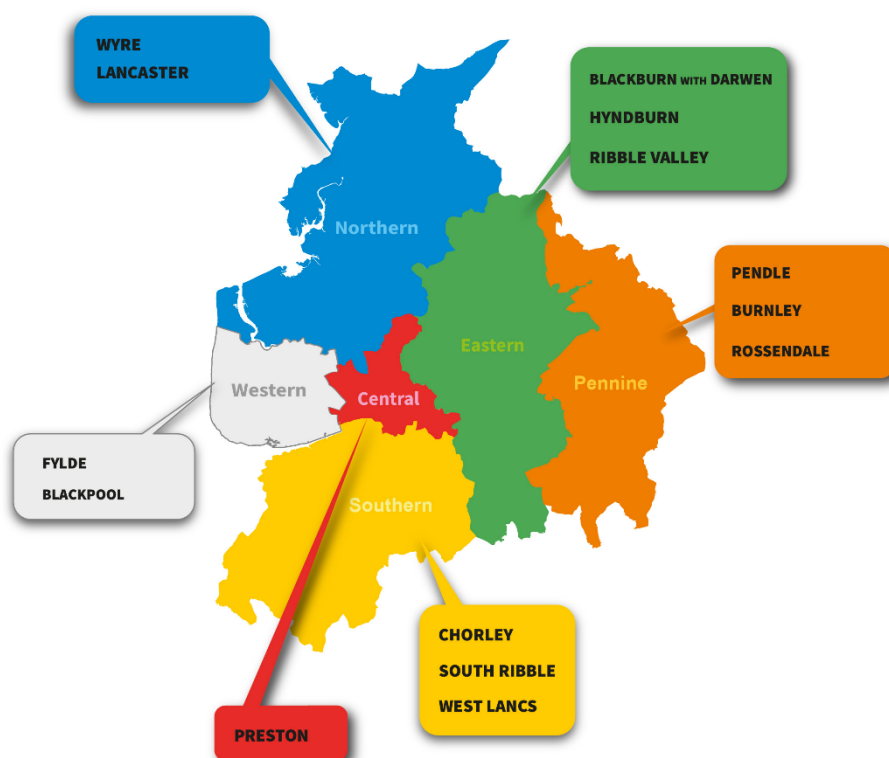 WYRE
LANCASTER
BLACKBURN WITH DARWEN
HYNDBURN
RIBBLE VALLEY
Northern
PENDLE
BURNLEY
ROSSENDALE
Eastern
Western
Central
Pennine
FYLDE
BLACKPOOL
Southern
CHORLEY
SOUTH RIBBLE
WEST LANCS
PRESTON